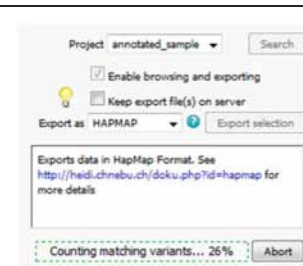 Project annotated_sample Search
Enable browsing and exporting
Keep export file(s) on server
Export as HAPMAP ? Export selection
Exports data in HapMap Format. See
http://heidi.chnebu.ch/doku.php?id=hapmap for
more details
Counting matching variants... 26% Abort